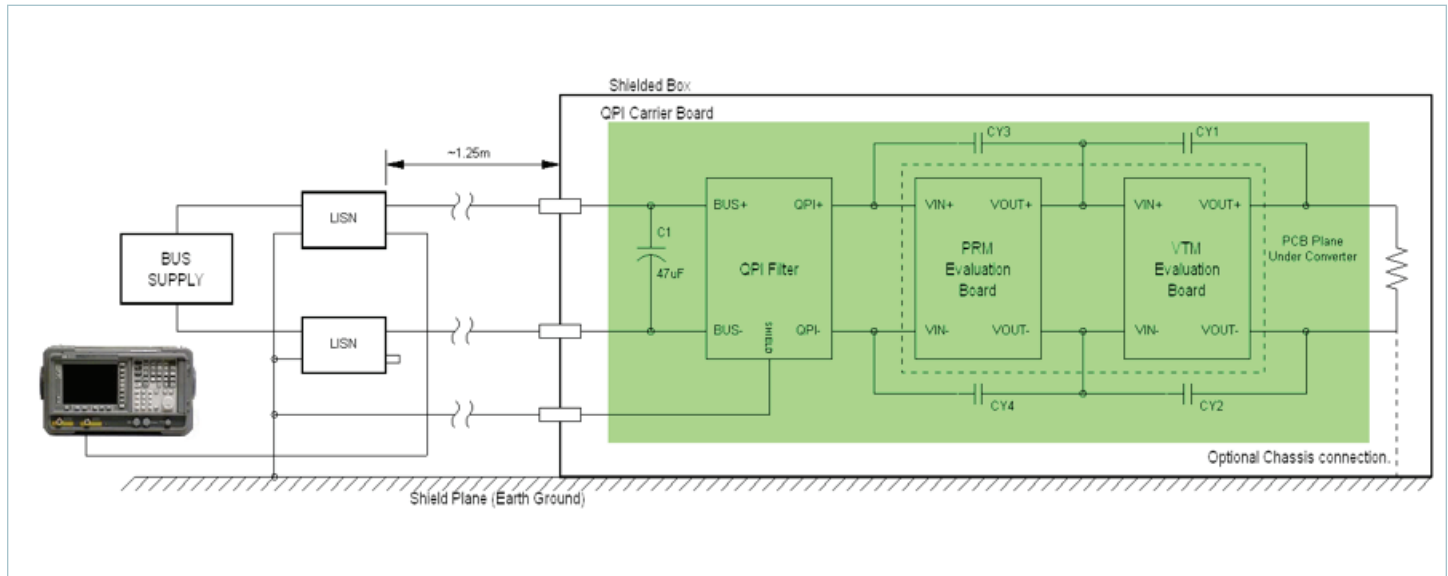 Shielded Box
QPI Carrier Board
CY3
CY1
~1.25m
LISN
BUS+
QPI+
VIN+
VOUT+
VIN+
VOUT+
C1
47uF
BUS
SUPPLY
QPI Filter
PRM
Evaluation
Board
VTM
Evaluation
Board
PCB Plane
Under Converter
LISN
BUS-
SHIELD
QPI-
VIN-
VOUT-
VIN-
VOUT-
CY4
CY2
Optional Chassis connection.
Shield Plane (Earth Ground)